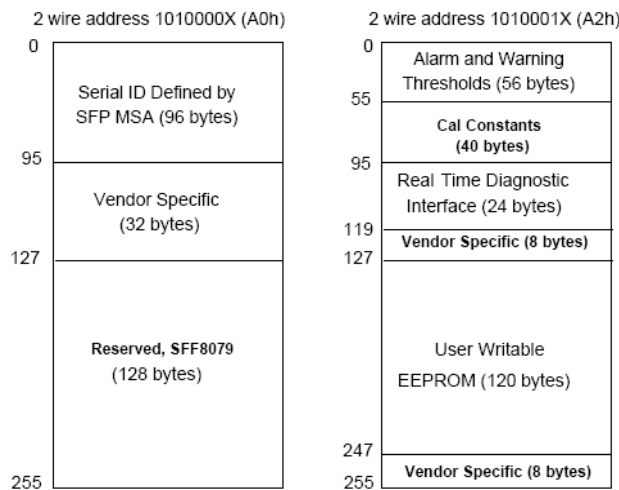 2 wire address 1010000X (A0h)
0
Serial ID Defined by
SFP MSA (96 bytes)
95
Vendor Specific
(32 bytes)
127
Reserved, SFF8079
(128 bytes)
255
2 wire address 1010001X (A2h)
0
Alarm and Warning
Thresholds (56 bytes)
55
Cal Constants
(40 bytes)
95
Real Time Diagnostic
Interface (24 bytes)
119
Vendor Specific (8 bytes)
127
User Writable
EEPROM (120 bytes)
247
Vendor Specific (8 bytes)
255